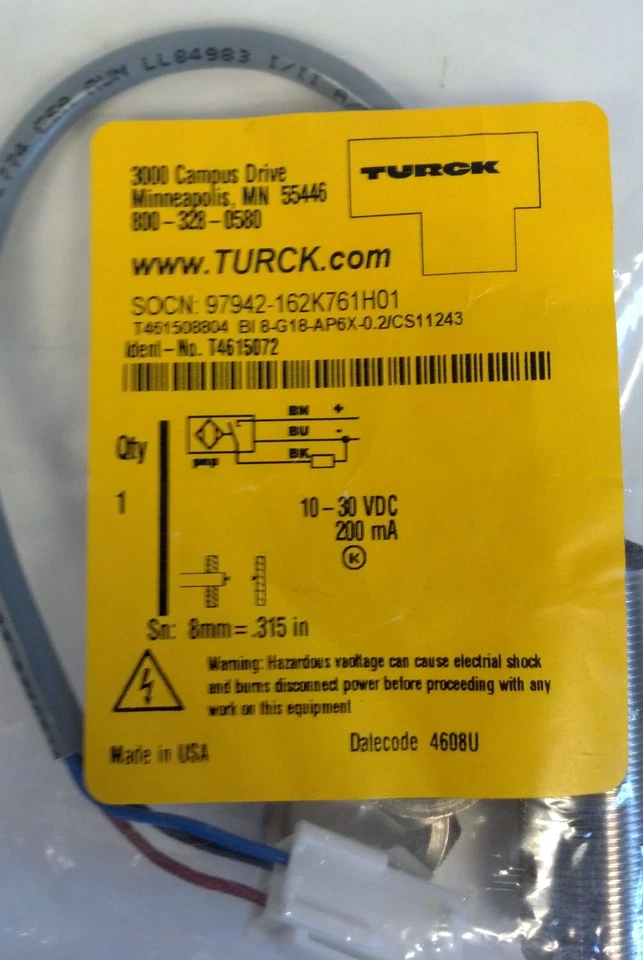 LL84983 I/II
3000 Campus Drive
Minneapolis, MN 55446
800-328-0580
TURCK
www.TURCK.com
SOCN: 97942-162K761H01
T461508804 BI 8-G18-AP6X-0.2/CS11243
Ident-No. T4615072
BN +
BU -
BK
pnp
Qty
1
10-30 VDC
200 mA
K
Sn: 8mm=.315 in
Warning: Hazardous vaoltage can cause electrial shock
and burns disconnect power before proceeding with any
work on this equipment
Made in USA
Datecode 4608U